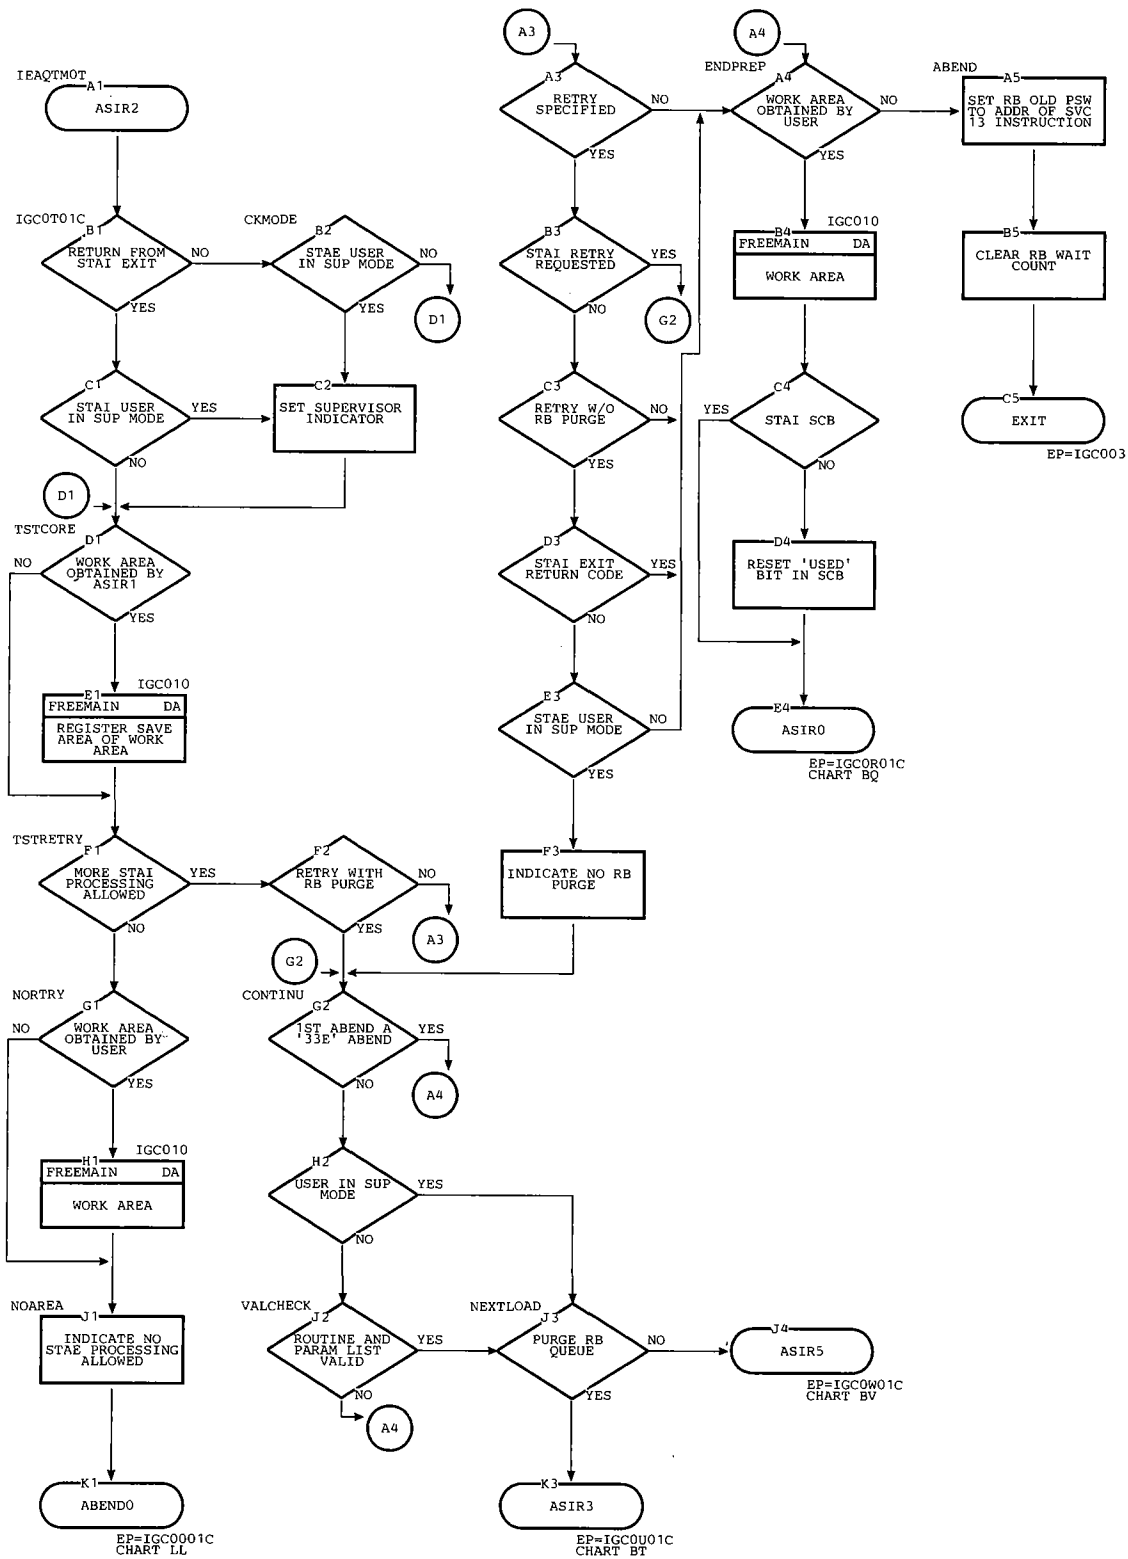 IEAQTMOT
A1
ASIR2
IGC0T01C
B1
RETURN FROM
STAI EXIT
NO
YES
CKMODE
B2
STAE USER
IN SUP MODE
NO
D1
YES
C1
STAI USER
IN SUP MODE
YES
NO
C2
SET SUPERVISOR
INDICATOR
D1
TSTCORE
D1
WORK AREA
OBTAINED BY
ASIR1
NO
YES
IGC010
E1
FREEMAIN DA
REGISTER SAVE
AREA OF WORK
AREA
TSTRETRY
F1
MORE STAI
PROCESSING
ALLOWED
YES
NO
F2
RETRY WITH
RB PURGE
NO
A3
YES
NORTRY
G1
WORK AREA
OBTAINED BY
USER
NO
YES
G2
CONTINU
G2
1ST ABEND A
'33E' ABEND
YES
A4
NO
IGC010
H1
FREEMAIN DA
WORK AREA
H2
USER IN SUP
MODE
YES
NO
NOAREA
J1
INDICATE NO
STAE PROCESSING
ALLOWED
VALCHECK
J2
ROUTINE AND
PARAM LIST
VALID
YES
NO
A4
NEXTLOAD
J3
PURGE RB
QUEUE
NO
YES
J4
ASIR5
EP=IGC0W01C
CHART BV
K1
ABEND0
EP=IGC0001C
CHART LL
K3
ASIR3
EP=IGC0U01C
CHART BT
A3
A3
RETRY
SPECIFIED
NO
YES
B3
STAI RETRY
REQUESTED
YES
G2
NO
C3
RETRY W/O
RB PURGE
NO
YES
D3
STAI EXIT
RETURN CODE
YES
NO
E3
STAE USER
IN SUP MODE
NO
YES
F3
INDICATE NO RB
PURGE
A4
ENDPREP
A4
WORK AREA
OBTAINED BY
USER
NO
YES
IGC010
B4
FREEMAIN DA
WORK AREA
C4
STAI SCB
YES
NO
D4
RESET 'USED'
BIT IN SCB
E4
ASIR0
EP=IGC0R01C
CHART BQ
ABEND
A5
SET RB OLD PSW
TO ADDR OF SVC
13 INSTRUCTION
B5
CLEAR RB WAIT
COUNT
C5
EXIT
EP=IGC003